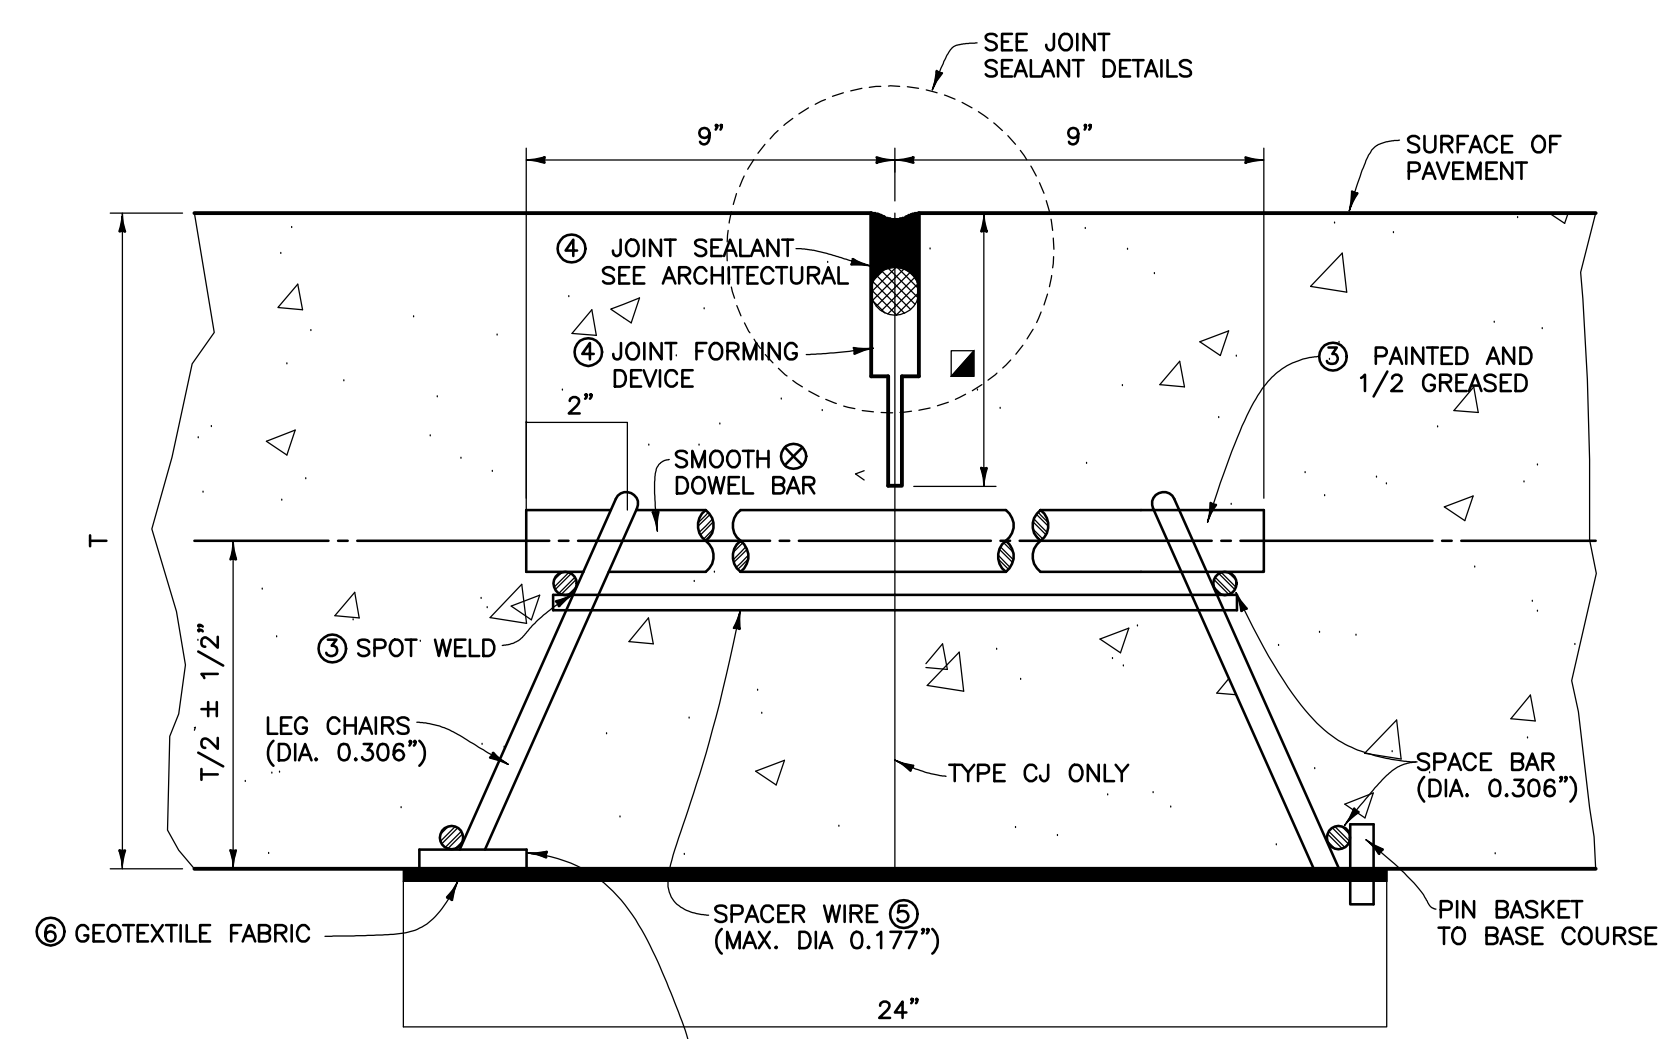 SEE JOINT
SEALANT DETAILS
9”
9”
SURFACE OF
PAVEMENT
④ JOINT SEALANT
SEE ARCHITECTURAL
④ JOINT FORMING
DEVICE
③ PAINTED AND
1/2 GREASED
2”
SMOOTH
DOWEL BAR
T
T/2 ± 1/2”
③ SPOT WELD
LEG CHAIRS
(DIA. 0.306”)
TYPE CJ ONLY
SPACE BAR
(DIA. 0.306”)
SPACER WIRE ⑤
(MAX. DIA 0.177”)
PIN BASKET
TO BASE COURSE
⑥ GEOTEXTILE FABRIC
24”